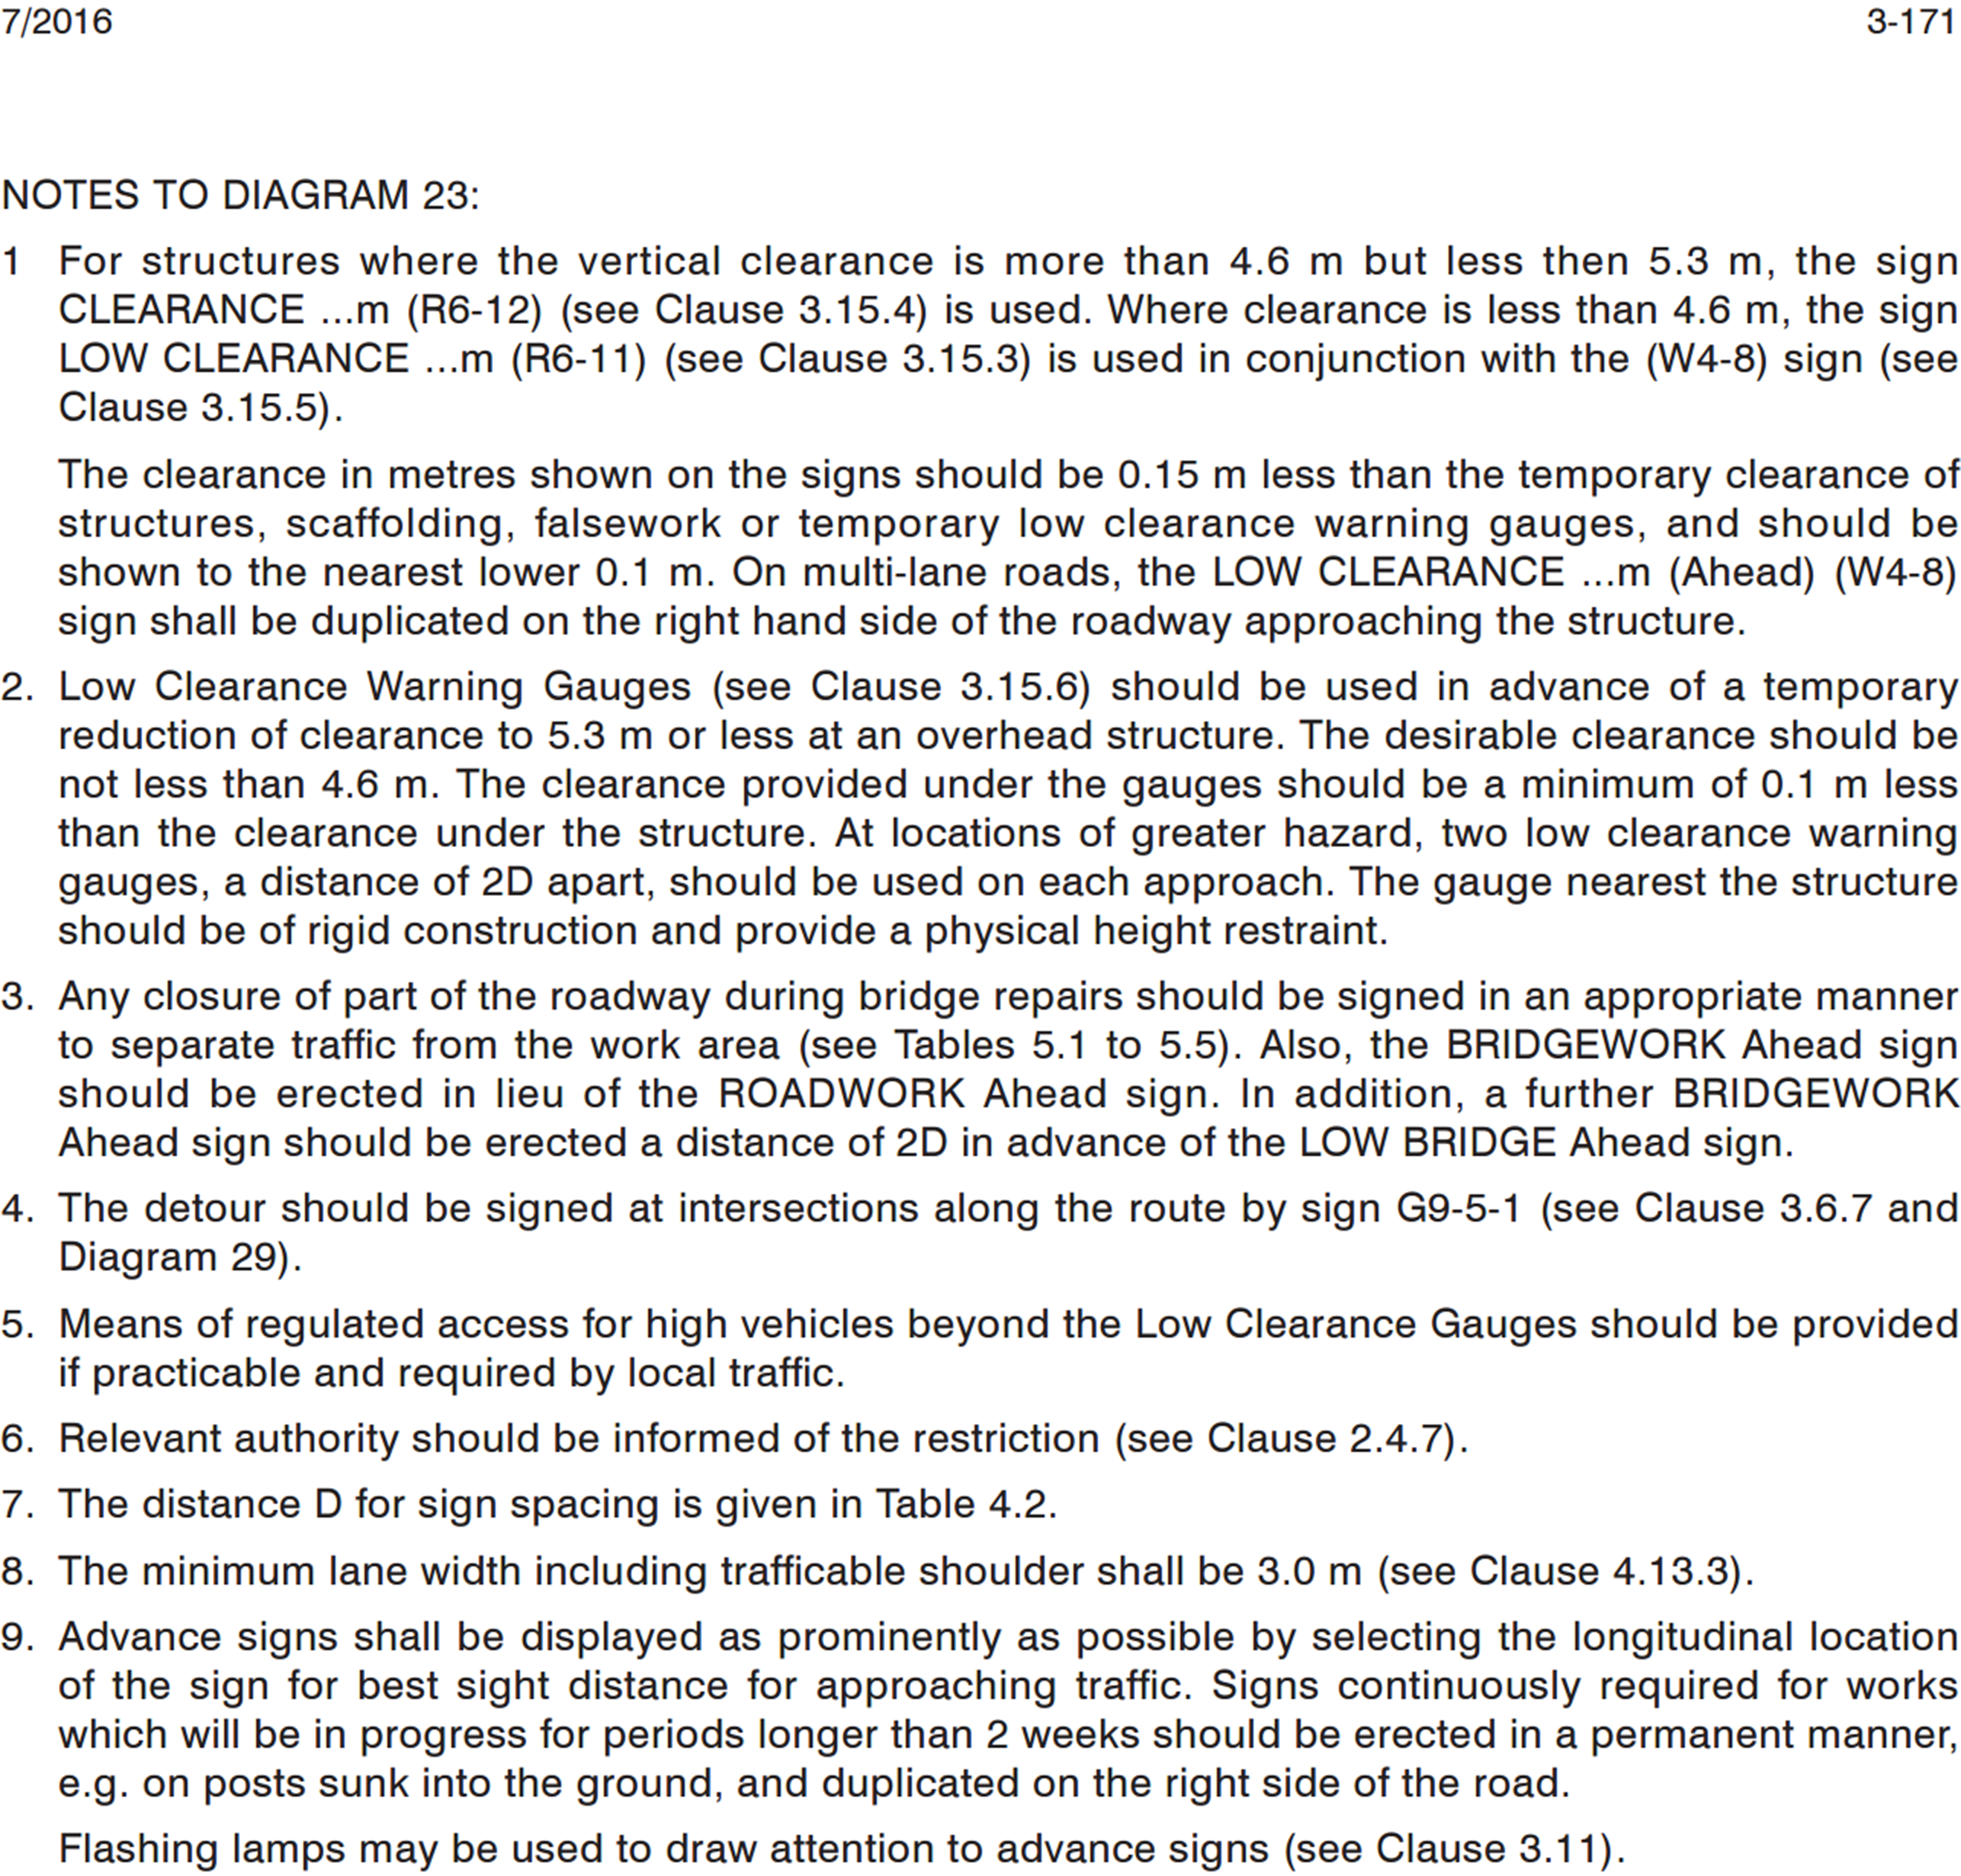 7/2016 3-171
NOTES TO DIAGRAM 23:
1 For structures where the vertical clearance is more than 4.6 m but less then 5.3 m, the sign
CLEARANCE ...m (R6-12) (see Clause 3.15.4) is used. Where clearance is less than 4.6 m, the sign
LOW CLEARANCE ...m (R6-11) (see Clause 3.15.3) is used in conjunction with the (W4-8) sign (see
Clause 3.15.5).
The clearance in metres shown on the signs should be 0.15 m less than the temporary clearance of
structures, scaffolding, falsework or temporary low clearance warning gauges, and should be
shown to the nearest lower 0.1 m. On multi-lane roads, the LOW CLEARANCE ...m (Ahead) (W4-8)
sign shall be duplicated on the right hand side of the roadway approaching the structure.
2. Low Clearance Warning Gauges (see Clause 3.15.6) should be used in advance of a temporary
reduction of clearance to 5.3 m or less at an overhead structure. The desirable clearance should be
not less than 4.6 m. The clearance provided under the gauges should be a minimum of 0.1 m less
than the clearance under the structure. At locations of greater hazard, two low clearance warning
gauges, a distance of 2D apart, should be used on each approach. The gauge nearest the structure
should be of rigid construction and provide a physical height restraint.
3. Any closure of part of the roadway during bridge repairs should be signed in an appropriate manner
to separate traffic from the work area (see Tables 5.1 to 5.5). Also, the BRIDGEWORK Ahead sign
should be erected in lieu of the ROADWORK Ahead sign. In addition, a further BRIDGEWORK
Ahead sign should be erected a distance of 2D in advance of the LOW BRIDGE Ahead sign.
4. The detour should be signed at intersections along the route by sign G9-5-1 (see Clause 3.6.7 and
Diagram 29).
5. Means of regulated access for high vehicles beyond the Low Clearance Gauges should be provided
if practicable and required by local traffic.
6. Relevant authority should be informed of the restriction (see Clause 2.4.7).
7. The distance D for sign spacing is given in Table 4.2.
8. The minimum lane width including trafficable shoulder shall be 3.0 m (see Clause 4.13.3).
9. Advance signs shall be displayed as prominently as possible by selecting the longitudinal location
of the sign for best sight distance for approaching traffic. Signs continuously required for works
which will be in progress for periods longer than 2 weeks should be erected in a permanent manner,
e.g. on posts sunk into the ground, and duplicated on the right side of the road.
Flashing lamps may be used to draw attention to advance signs (see Clause 3.11).